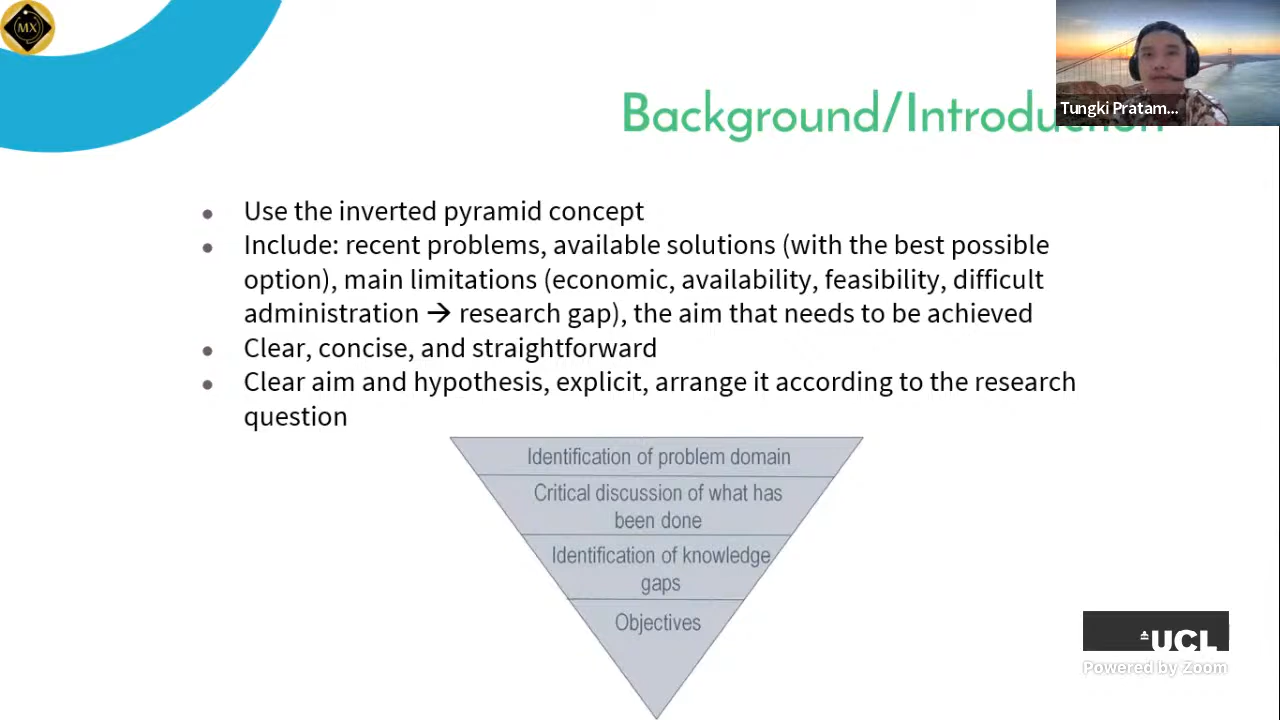 MX
Background/Introduction
Tungki Pratam...
Use the inverted pyramid concept
Include: recent problems, available solutions (with the best possible
option), main limitations (economic, availability, feasibility, difficult
administration → research gap), the aim that needs to be achieved
Clear, concise, and straightforward
Clear aim and hypothesis, explicit, arrange it according to the research
question
Identification of problem domain
Critical discussion of what has
been done
Identification of knowledge
gaps
Objectives
UCL
Powered by Zoom